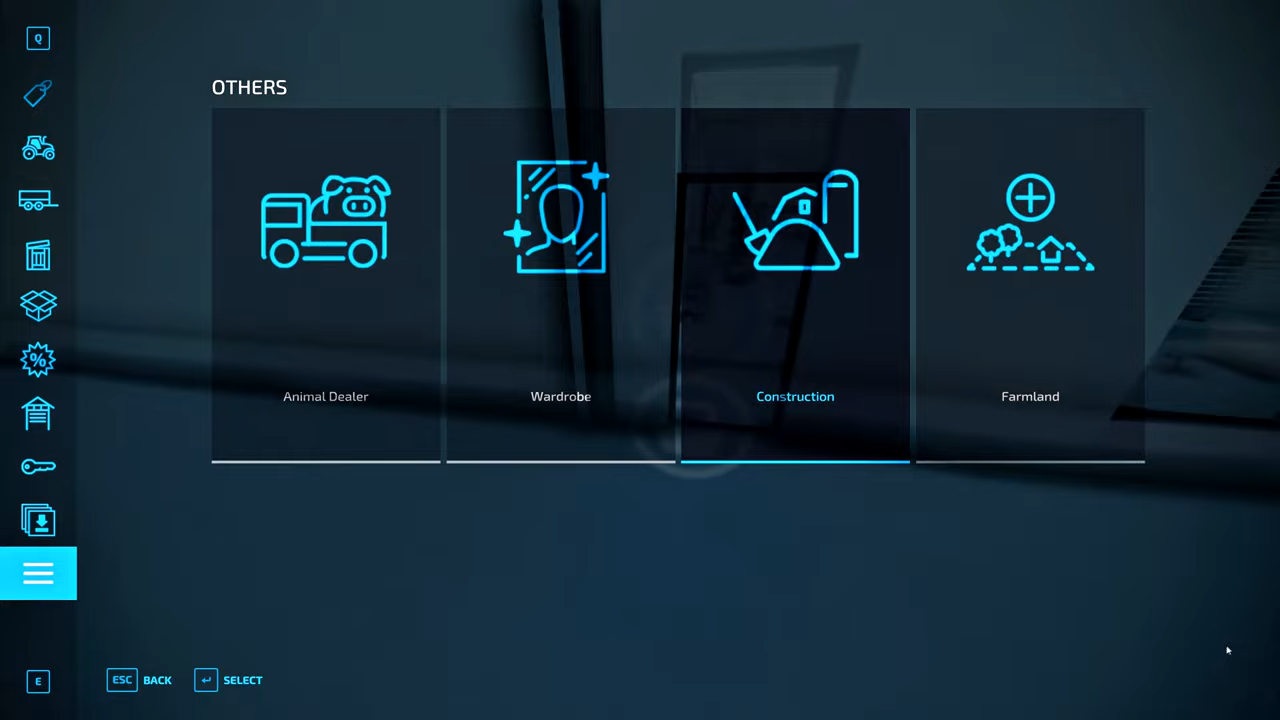 Q
OTHERS
Animal Dealer
Wardrobe
Construction
Farmland
%
E
ESC BACK
SELECT